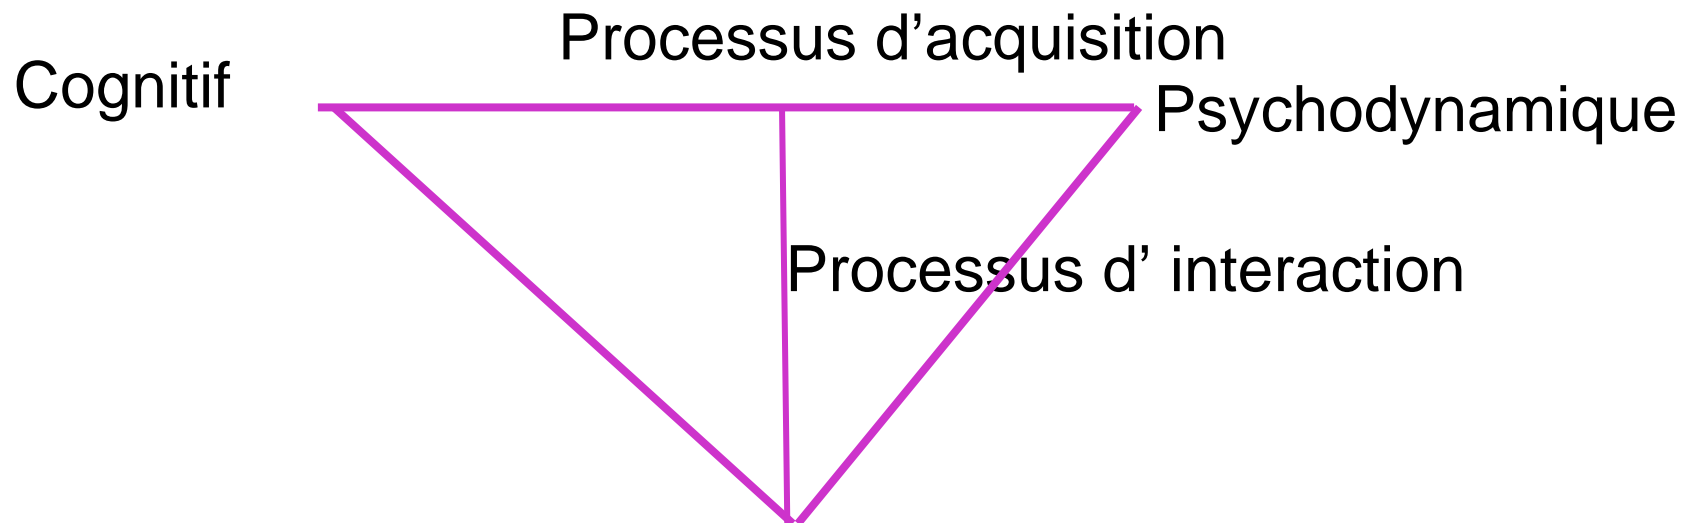 Processus d’acquisition
Cognitif
Psychodynamique
Processus d’ interaction